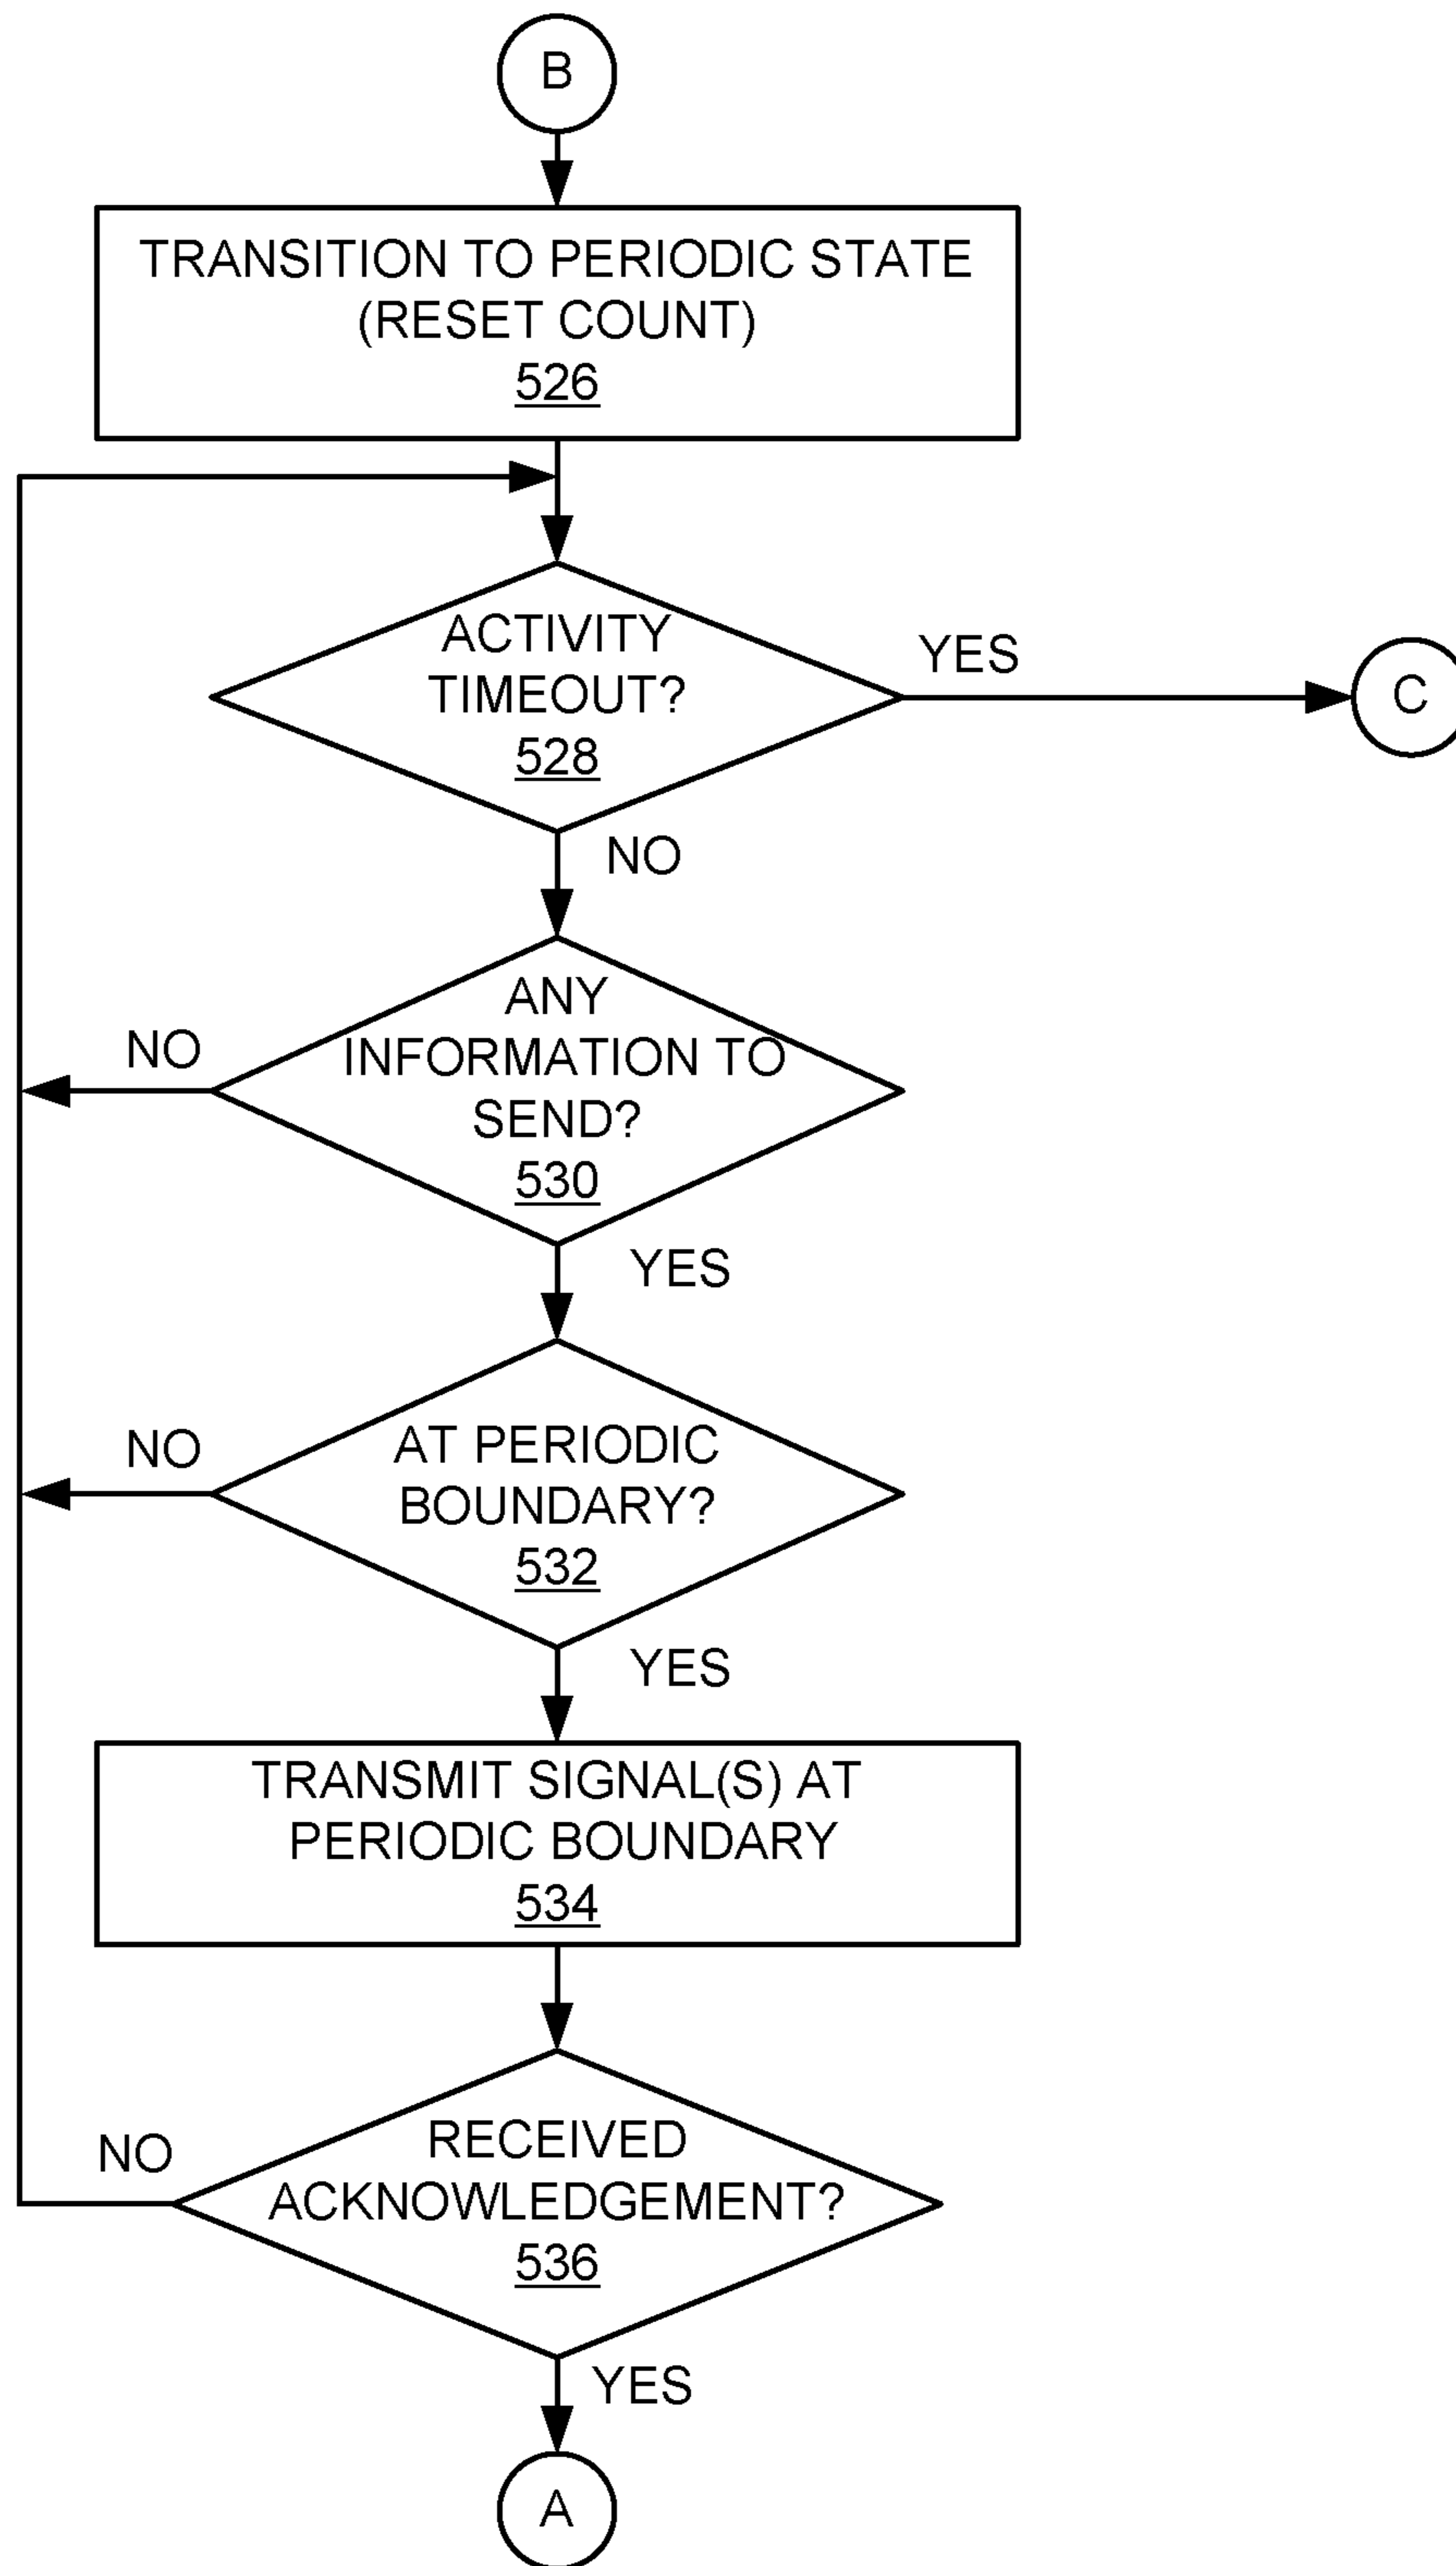 B
TRANSITION TO PERIODIC STATE
(RESET COUNT)
526
ACTIVITY
TIMEOUT?
528
YES
C
NO
ANY
INFORMATION TO
SEND?
530
NO
YES
AT PERIODIC
BOUNDARY?
532
NO
YES
TRANSMIT SIGNAL(S) AT
PERIODIC BOUNDARY
534
RECEIVED
ACKNOWLEDGEMENT?
536
NO
YES
A